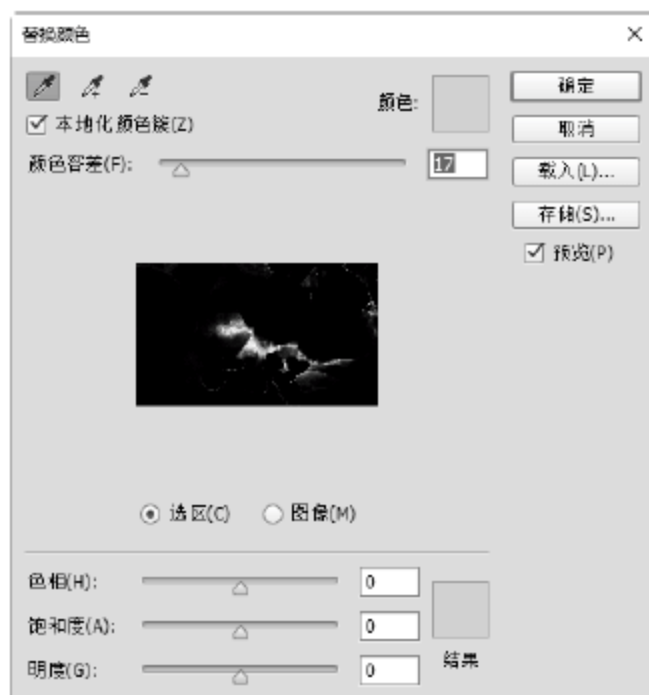 替换颜色
颜色:
确定
本地化颜色簇(Z)
取消
颜色容差(F):
17
载入(L)...
存储(S)...
预览(P)
选区(C)
图像(M)
色相(H):
0
饱和度(A):
0
明度(G):
0
结果